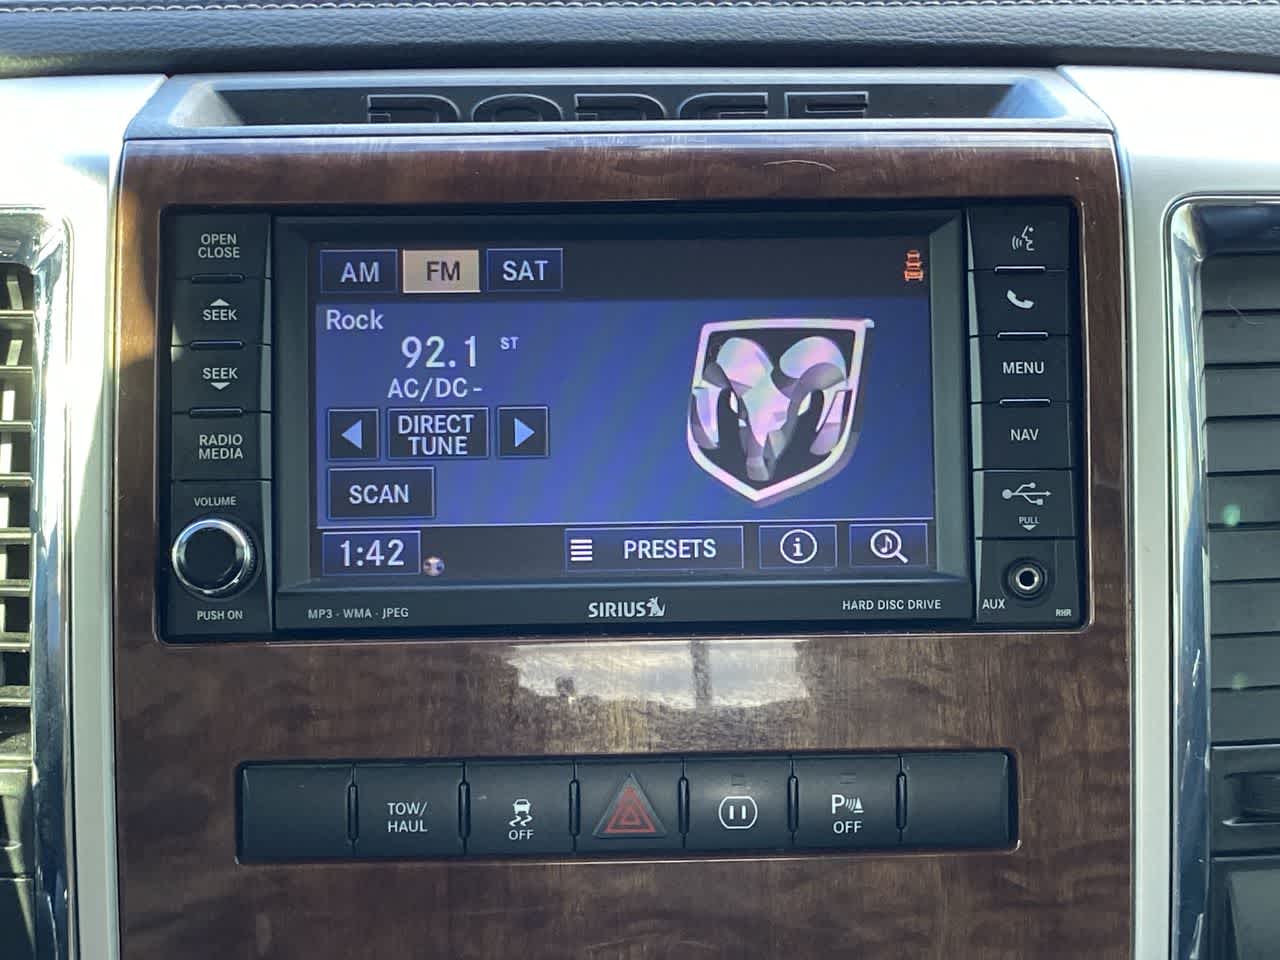 DODGE
OPEN
CLOSE
SEEK
SEEK
RADIO
MEDIA
VOLUME
PUSH ON
AM FM SAT
Rock
92.1 ST
AC/DC-
DIRECT
TUNE
SCAN
1:42 PRESETS i
MP3 · WMA · JPEG
SIRIUS
HARD DISC DRIVE
MENU
NAV
PULL
AUX
RHR
TOW/
HAUL
OFF
P
OFF